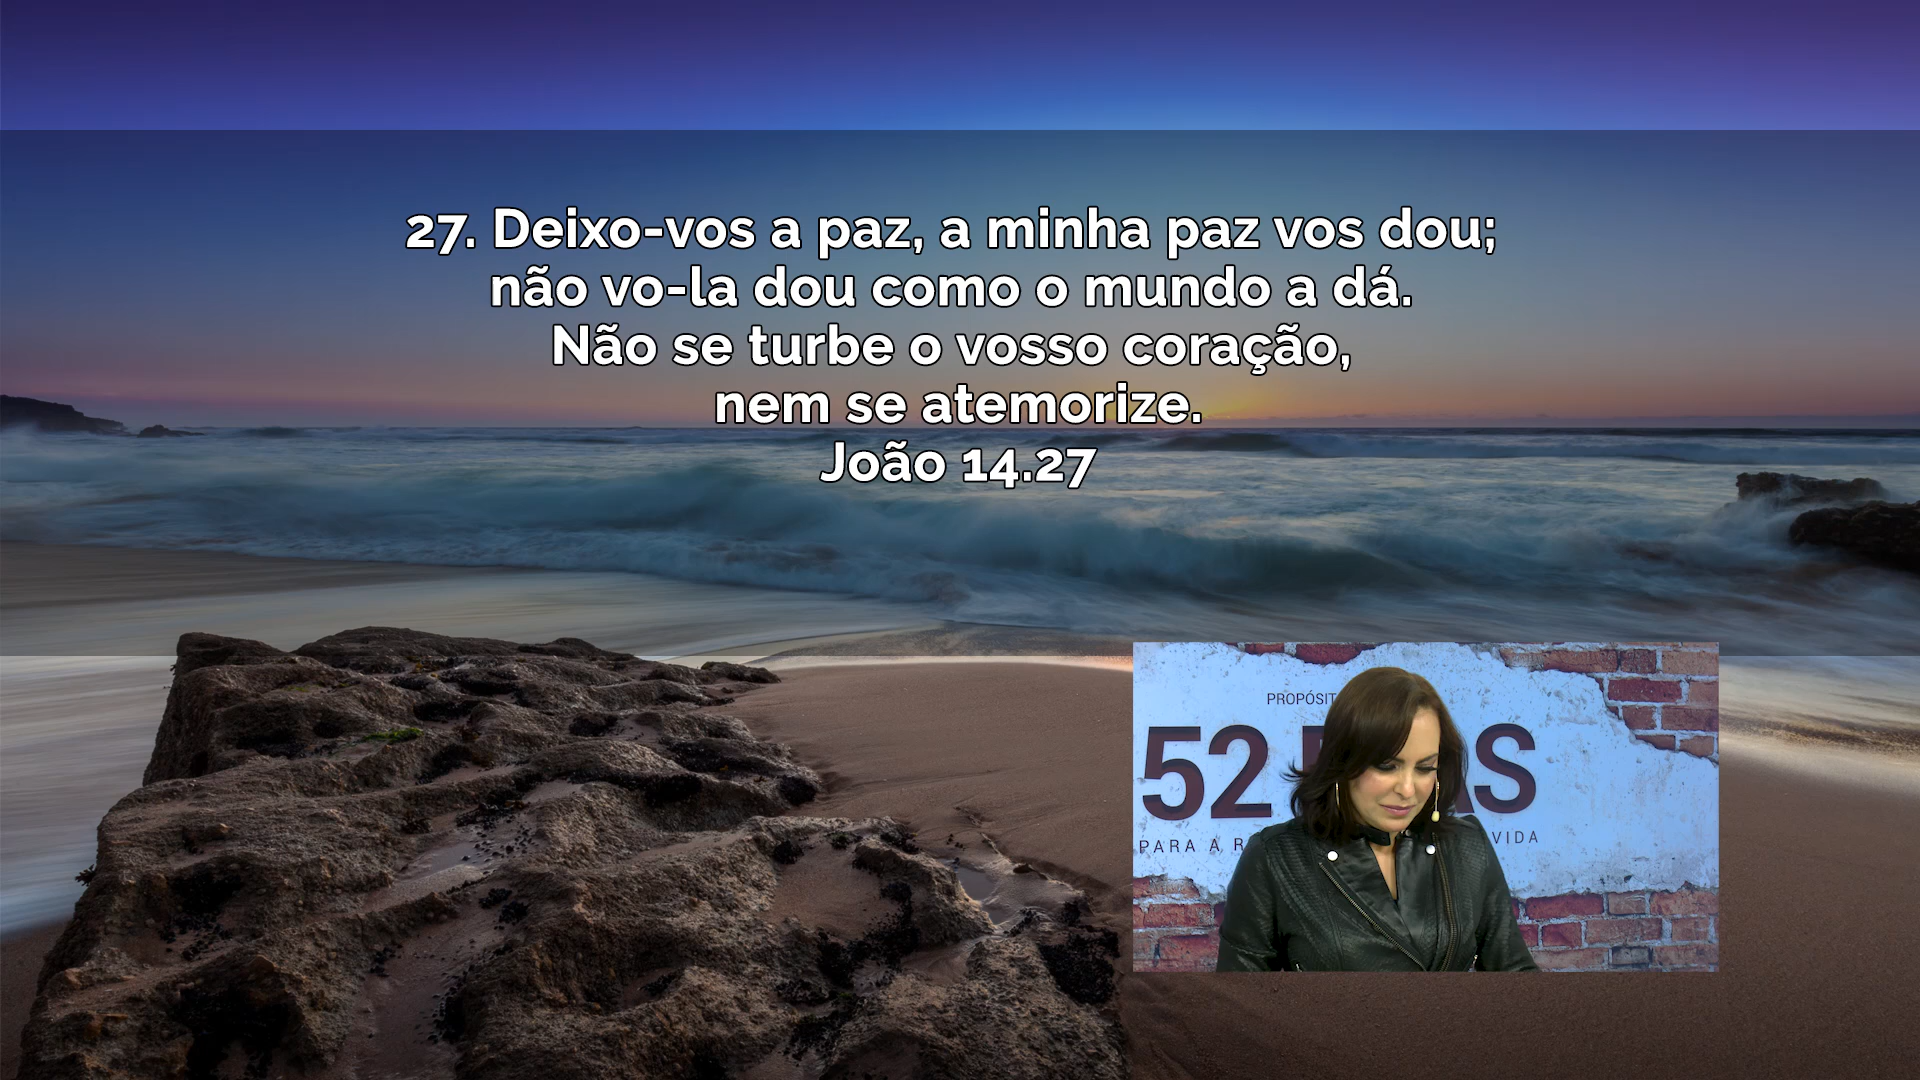 27. Deixo-vos a paz, a minha paz vos dou;
não vo-la dou como o mundo a dá.
Não se turbe o vosso coração,
nem se atemorize.
João 14.27
52
PARA A
VIDA